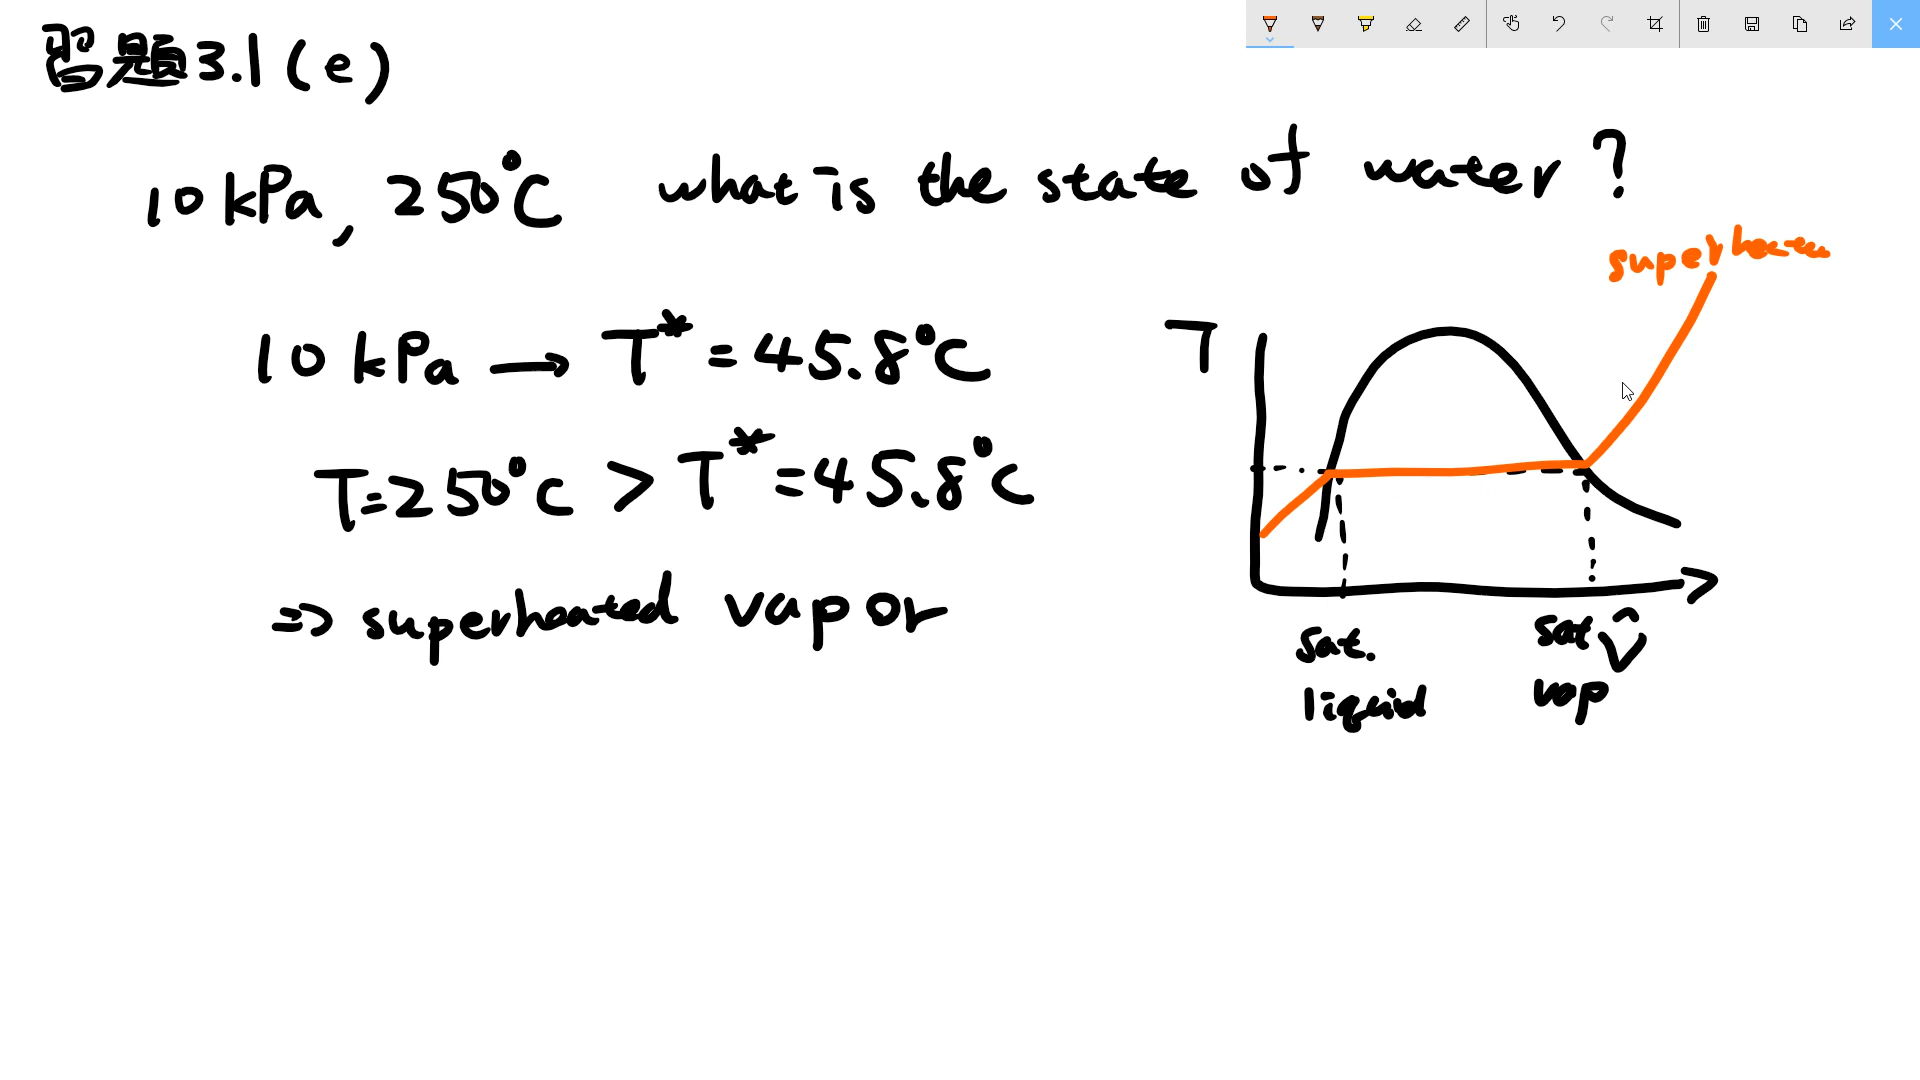 習題3.1(e)
10 kPa, 250°C what is the state of water?
superheated
10 kPa → T* = 45.8°C
T
T=250°C > T* = 45.8°C
⇒ superheated vapor
sat.
liquid
sat
vap
V̂